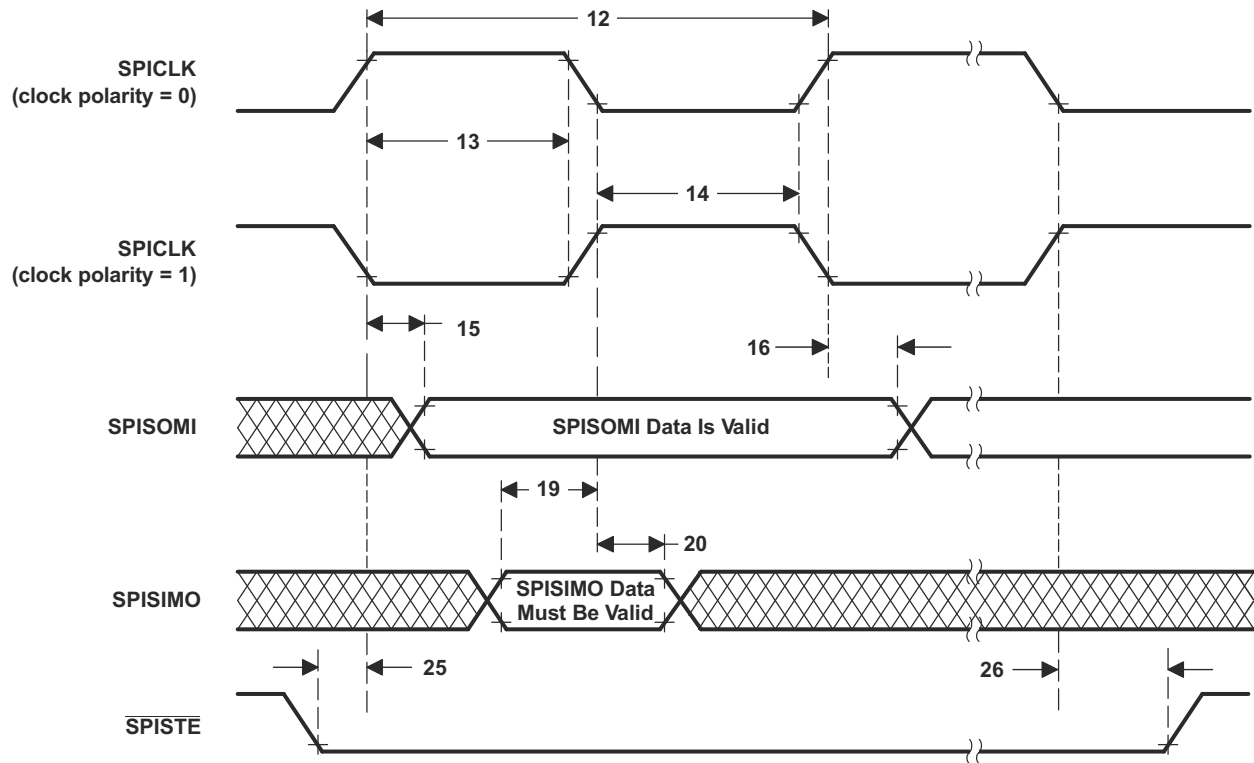 12
SPICLK
(clock polarity = 0)
13
14
SPICLK
(clock polarity = 1)
15
16
SPISOMI
SPISOMI Data Is Valid
19
20
SPISIMO
SPISIMO Data
Must Be Valid
25
26
SPISTE